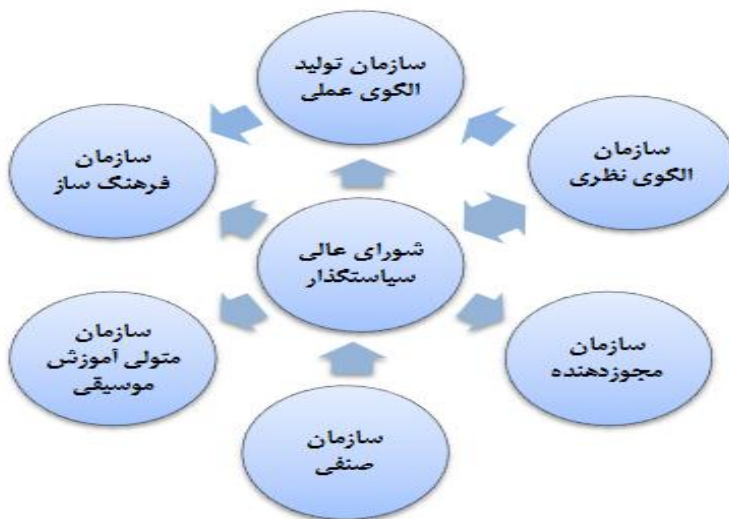 سازمان تولید
الگوی عملی
سازمان
الگوی نظری
سازمان
فرهنگ ساز
شورای عالی
سیاستگذار
سازمان
مجوزدهنده
سازمان
متولی آموزش
موسیقی
سازمان
صنفی